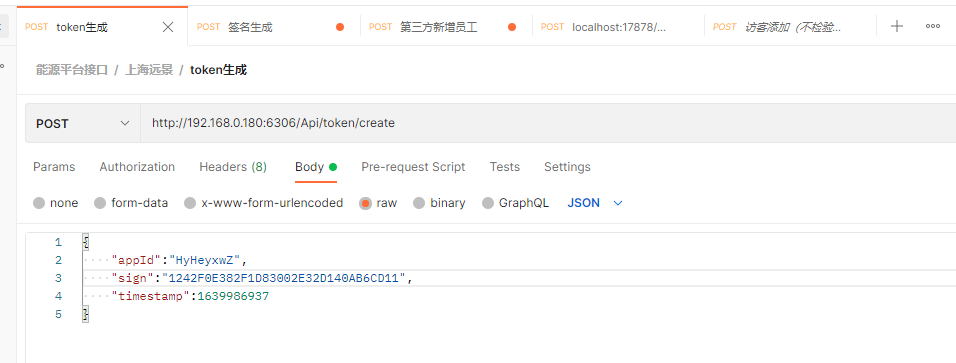 POST token生成 POST 签名生成 POST 第三方新增员工 POST localhost:17878/... POST 访客添加（不检验...
能源平台接口 / 上海远景 / token生成
POST http://192.168.0.180:6306/Api/token/create
Params Authorization Headers (8) Body Pre-request Script Tests Settings
none form-data x-www-form-urlencoded raw binary GraphQL JSON
1 {
2 "appId":"HyHeyxwZ",
3 "sign":"1242F0E382F1D83002E32D140AB6CD11",
4 "timestamp":1639986937
5 }